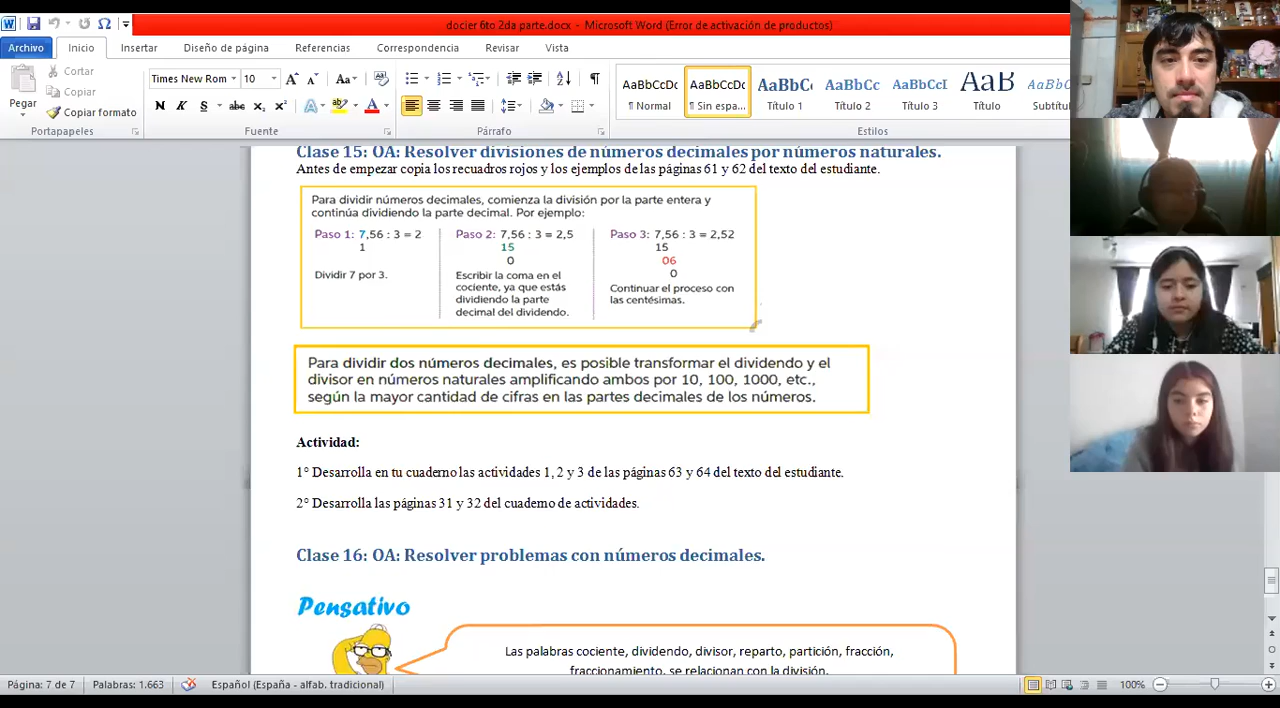 docier 6to 2da parte.docx - Microsoft Word (Error de activación de productos)
Archivo Inicio Insertar Diseño de página Referencias Correspondencia Revisar Vista
Pegar
Cortar
Copiar
Copiar formato
Portapapeles
Times New Rom 10
Fuente
Párrafo
AaBbCcDc AaBbCcDc AaBbC AaBbCc AaBbCcI AaB AaBbCc
¶ Normal ¶ Sin espa... Título 1 Título 2 Título 3 Título Subtítu
Estilos
Clase 15: OA: Resolver divisiones de números decimales por números naturales.
Antes de empezar copia los recuadros rojos y los ejemplos de las páginas 61 y 62 del texto del estudiante.
Para dividir números decimales, comienza la división por la parte entera y
continúa dividiendo la parte decimal. Por ejemplo:
Paso 1: 7,56 : 3 = 2
1
Dividir 7 por 3.
Paso 2: 7,56 : 3 = 2,5
15
0
Escribir la coma en el
cociente, ya que estás
dividiendo la parte
decimal del dividendo.
Paso 3: 7,56 : 3 = 2,52
15
06
0
Continuar el proceso con
las centésimas.
Para dividir dos números decimales, es posible transformar el dividendo y el
divisor en números naturales amplificando ambos por 10, 100, 1000, etc.,
según la mayor cantidad de cifras en las partes decimales de los números.
Actividad:
1° Desarrolla en tu cuaderno las actividades 1, 2 y 3 de las páginas 63 y 64 del texto del estudiante.
2° Desarrolla las páginas 31 y 32 del cuaderno de actividades.
Clase 16: OA: Resolver problemas con números decimales.
Pensativo
Las palabras cociente, dividendo, divisor, reparto, partición, fracción,
fraccionamiento, se relacionan con la división.
Página: 7 de 7 Palabras: 1.663 Español (España - alfab. tradicional) 100%